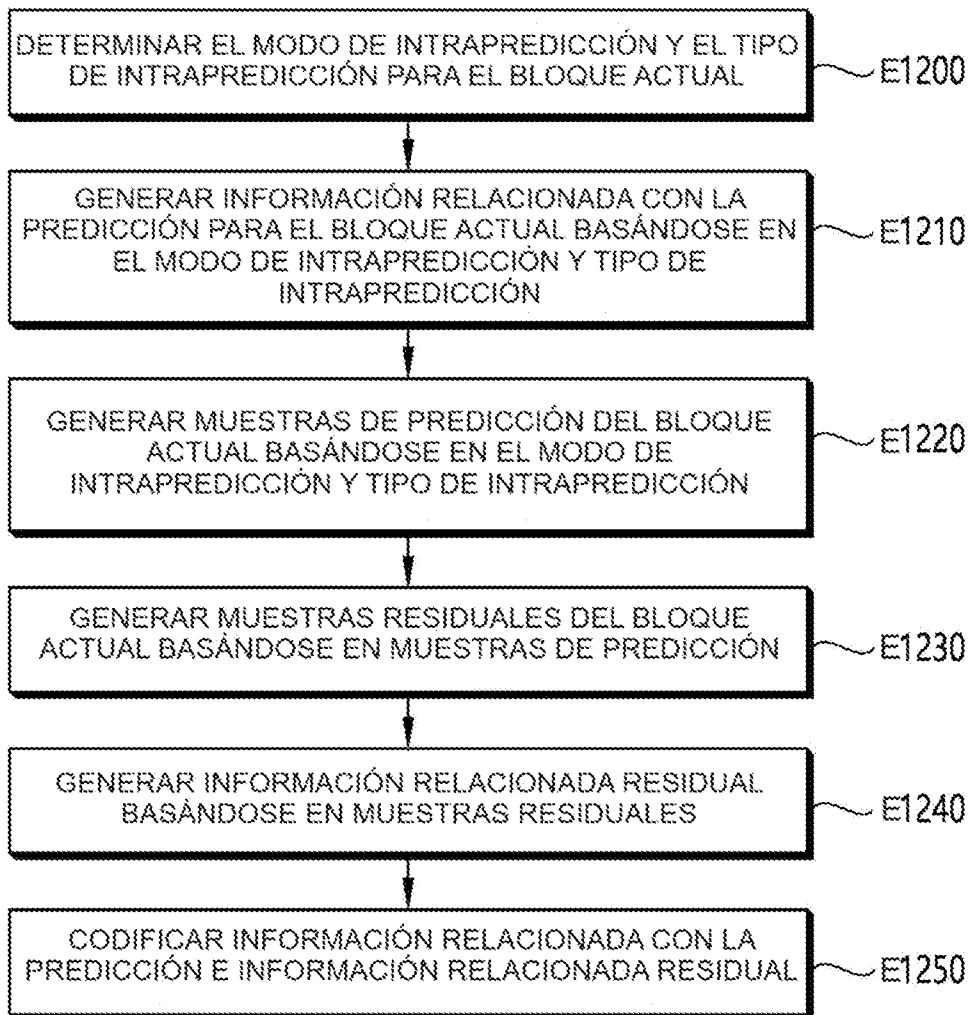 DETERMINAR EL MODO DE INTRAPREDICCIÓN Y EL TIPO
DE INTRAPREDICCIÓN PARA EL BLOQUE ACTUAL
E1200
GENERAR INFORMACIÓN RELACIONADA CON LA
PREDICCIÓN PARA EL BLOQUE ACTUAL BASÁNDOSE EN
EL MODO DE INTRAPREDICCIÓN Y TIPO DE
INTRAPREDICCIÓN
E1210
GENERAR MUESTRAS DE PREDICCIÓN DEL BLOQUE
ACTUAL BASÁNDOSE EN EL MODO DE
INTRAPREDICCIÓN Y TIPO DE INTRAPREDICCIÓN
E1220
GENERAR MUESTRAS RESIDUALES DEL BLOQUE
ACTUAL BASÁNDOSE EN MUESTRAS DE PREDICCIÓN
E1230
GENERAR INFORMACIÓN RELACIONADA RESIDUAL
BASÁNDOSE EN MUESTRAS RESIDUALES
E1240
CODIFICAR INFORMACIÓN RELACIONADA CON LA
PREDICCIÓN E INFORMACIÓN RELACIONADA RESIDUAL
E1250